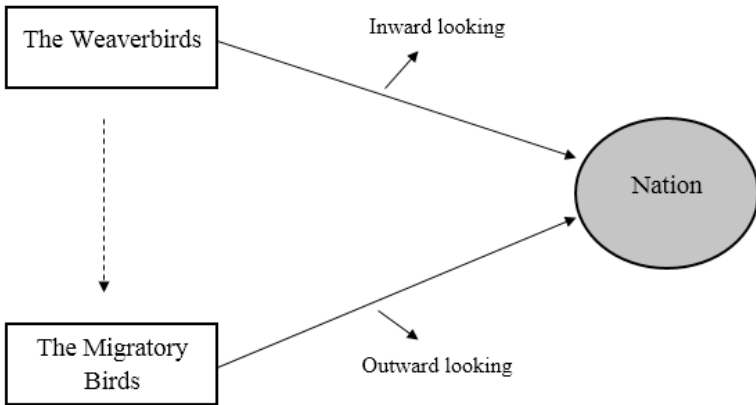 The Weaverbirds
Inward looking
Nation
The Migratory
Birds
Outward looking